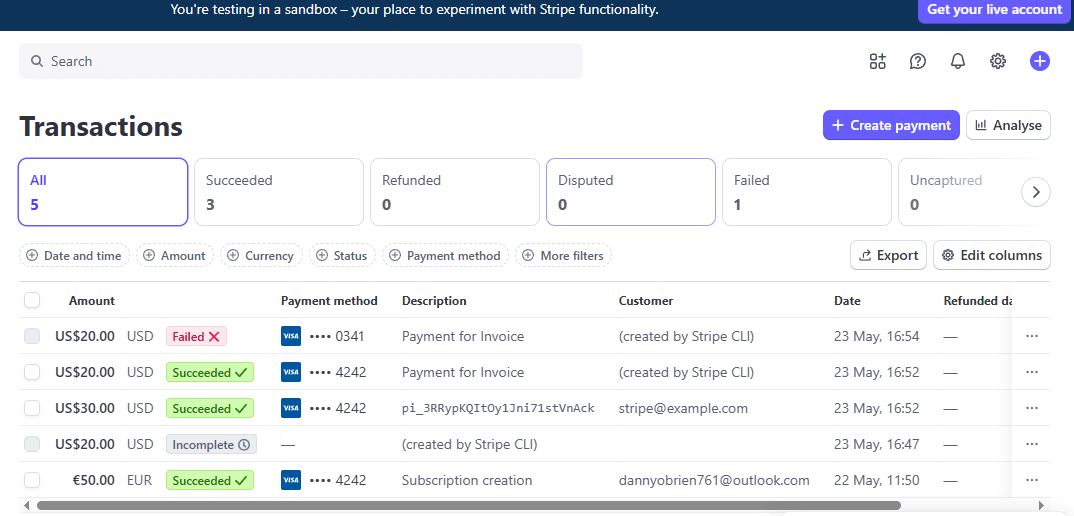 You're testing in a sandbox – your place to experiment with Stripe functionality.
Get your live account
Search
Transactions
Create payment
Analyse
All
5
Succeeded
3
Refunded
0
Disputed
0
Failed
1
Uncaptured
0
Date and time
Amount
Currency
Status
Payment method
More filters
Export
Edit columns
Amount Payment method Description Customer Date Refunded da
US$20.00 USD Failed VISA •••• 0341 Payment for Invoice (created by Stripe CLI) 23 May, 16:54 — ···
US$20.00 USD Succeeded VISA •••• 4242 Payment for Invoice (created by Stripe CLI) 23 May, 16:52 — ···
US$30.00 USD Succeeded VISA •••• 4242 pi_3RRypKQItOy1Jni71stVnAck stripe@example.com 23 May, 16:52 — ···
US$20.00 USD Incomplete — (created by Stripe CLI) 23 May, 16:47 — ···
€50.00 EUR Succeeded VISA •••• 4242 Subscription creation dannyobrien761@outlook.com 22 May, 11:50 — ···